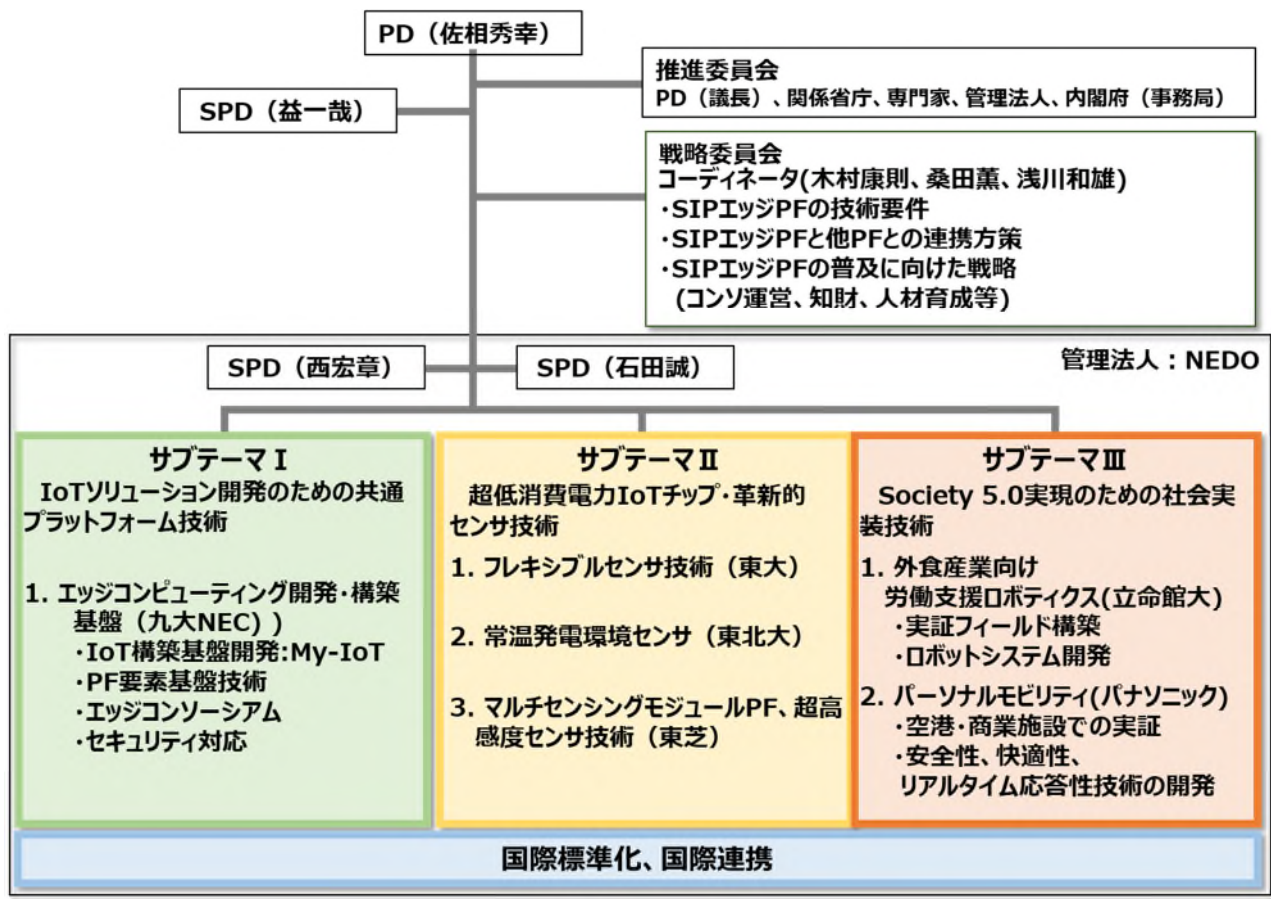 PD（佐相秀幸）
推進委員会
PD（議長）、関係省庁、専門家、管理法人、内閣府（事務局）
SPD（益一哉）
戦略委員会
コーディネータ(木村康則、桑田薫、浅川和雄)
・SIPエッジPFの技術要件
・SIPエッジPFと他PFとの連携方策
・SIPエッジPFの普及に向けた戦略
(コンソ運営、知財、人材育成等)
SPD（西宏章）
SPD（石田誠）
管理法人：NEDO
サブテーマⅠ
IoTソリューション開発のための共通
プラットフォーム技術
1. エッジコンピューティング開発・構築
基盤（九大NEC)）
・IoT構築基盤開発:My-IoT
・PF要素基盤技術
・エッジコンソーシアム
・セキュリティ対応
サブテーマⅡ
超低消費電力IoTチップ・革新的
センサ技術
1. フレキシブルセンサ技術（東大）
2. 常温発電環境センサ（東北大）
3. マルチセンシングモジュールPF、超高
感度センサ技術（東芝）
サブテーマⅢ
Society 5.0実現のための社会実
装技術
1. 外食産業向け
労働支援ロボティクス(立命館大)
・実証フィールド構築
・ロボットシステム開発
2. パーソナルモビリティ(パナソニック)
・空港・商業施設での実証
・安全性、快適性、
リアルタイム応答性技術の開発
国際標準化、国際連携